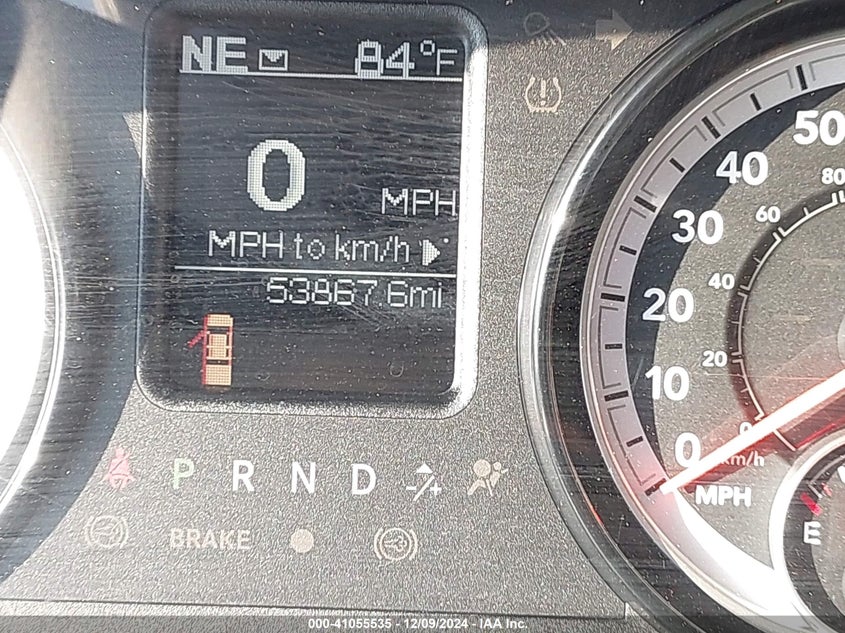 NE 84°F
0
MPH
MPH to km/h
53867.6mi
P R N D -/+
BRAKE
50
40
30
20
10
0
MPH
80
60
40
20
0
km/h
E
000-41055535 - 12/09/2024 - IAA Inc.